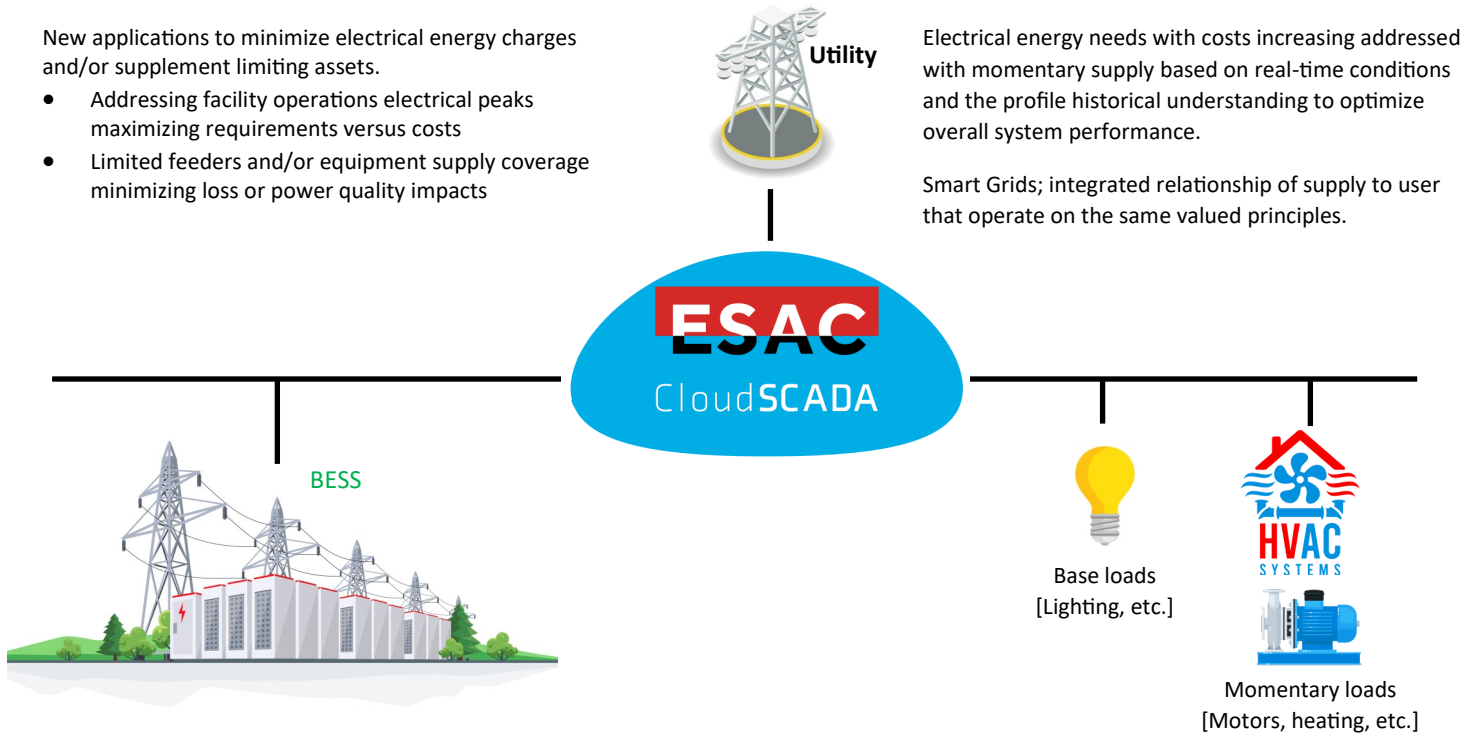 New applications to minimize electrical energy charges
and/or supplement limiting assets.
• Addressing facility operations electrical peaks
maximizing requirements versus costs
• Limited feeders and/or equipment supply coverage
minimizing loss or power quality impacts
Utility
Electrical energy needs with costs increasing addressed
with momentary supply based on real-time conditions
and the profile historical understanding to optimize
overall system performance.
Smart Grids; integrated relationship of supply to user
that operate on the same valued principles.
ESAC
CloudSCADA
BESS
Base loads
[Lighting, etc.]
HVAC
SYSTEMS
Momentary loads
[Motors, heating, etc.]